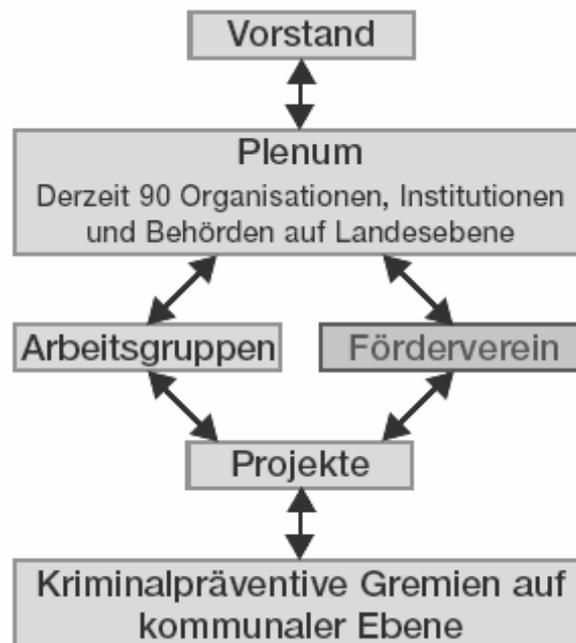 Vorstand
Plenum
Derzeit 90 Organisationen, Institutionen
und Behörden auf Landesebene
Arbeitsgruppen
Förderverein
Projekte
Kriminalpräventive Gremien auf
kommunaler Ebene